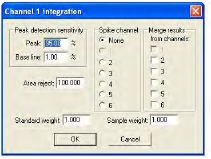 Channel 1 integration
Peak detection sensitivity
Peak: 95.00 %
Base line: 1.00 %
Area reject: 100.000
Spike channel
None
2
3
4
5
6
Merge results
from channels:
1
2
3
4
5
6
Standard weight: 1.000
Sample weight: 1.000
OK
Cancel